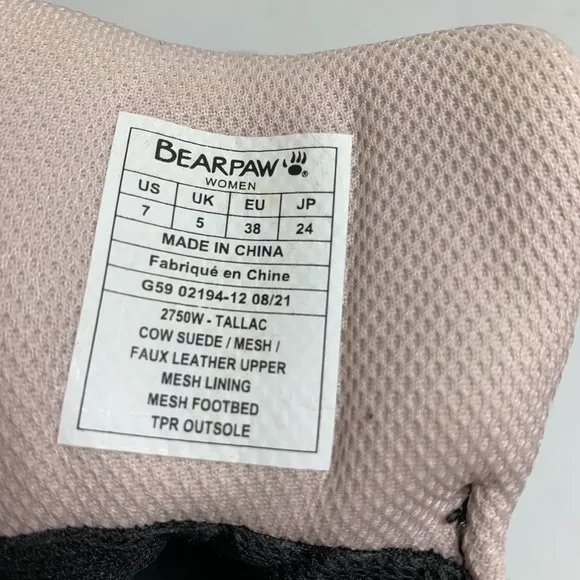 BEARPAW
WOMEN
US UK EU JP
7 5 38 24
MADE IN CHINA
Fabriqué en Chine
G59 02194-12 08/21
2750W - TALLAC
COW SUEDE / MESH /
FAUX LEATHER UPPER
MESH LINING
MESH FOOTBED
TPR OUTSOLE